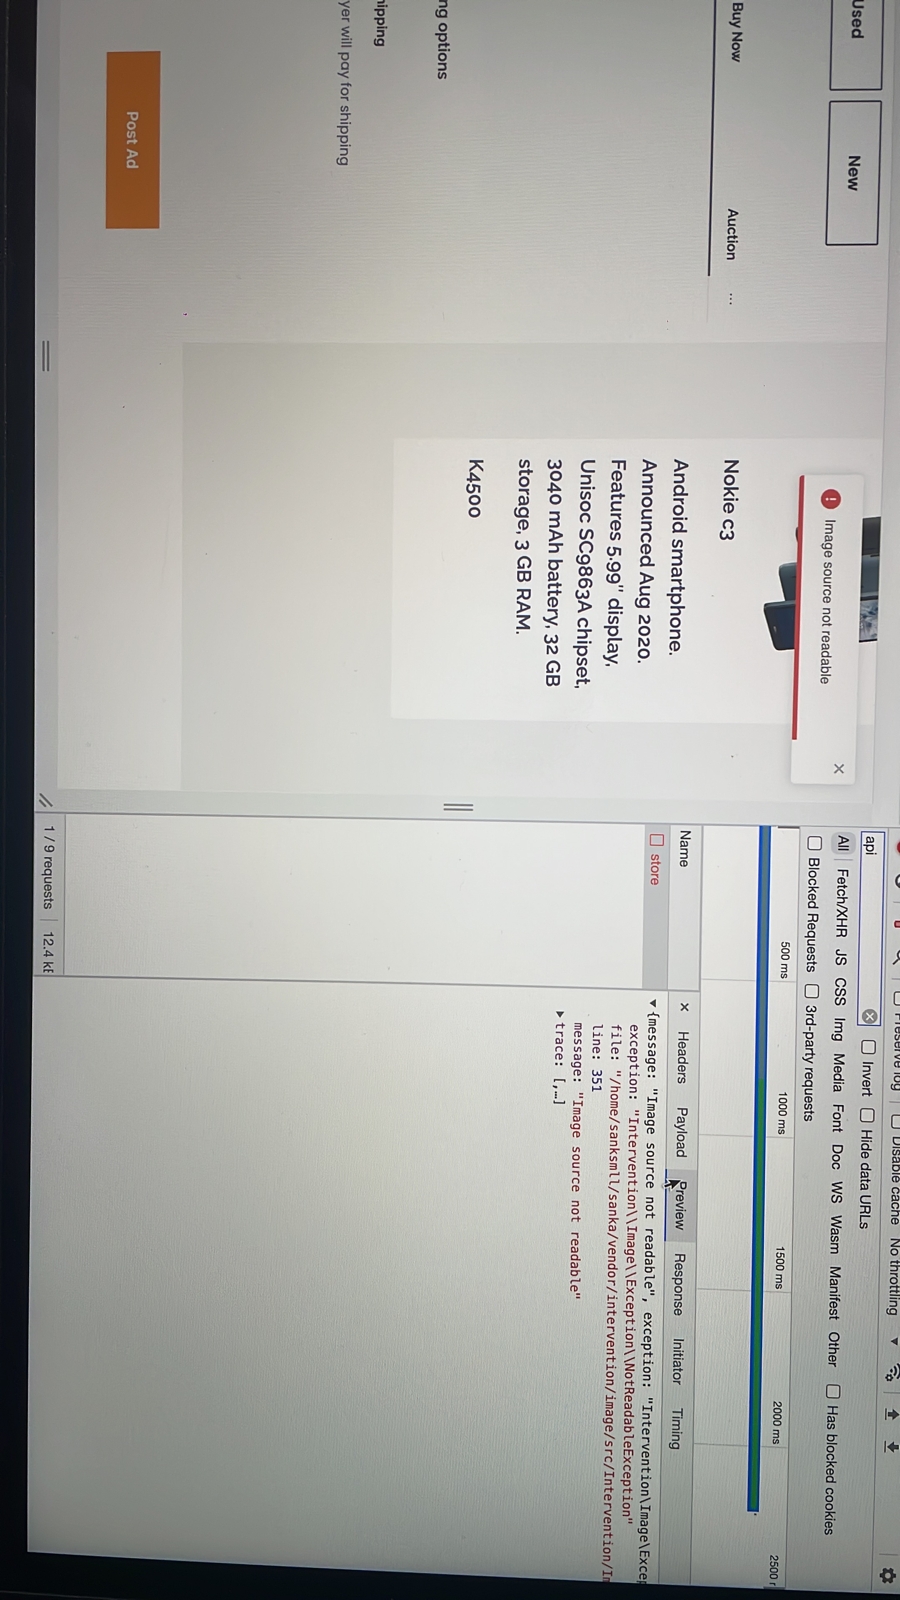 Used
New
Image source not readable
Buy Now
Auction
...
Nokie c3
Android smartphone.
Announced Aug 2020.
Features 5.99" display,
Unisoc SC9863A chipset,
3040 mAh battery, 32 GB
storage, 3 GB RAM.
K4500
ng options
hipping
yer will pay for shipping
Post Ad
Preserve log
Disable cache
No throttling
api
Invert
Hide data URLs
All
Fetch/XHR
JS
CSS
Img
Media
Font
Doc
WS
Wasm
Manifest
Other
Has blocked cookies
Blocked Requests
3rd-party requests
500 ms
1000 ms
1500 ms
2000 ms
2500
Name
store
Headers
Payload
Preview
Response
Initiator
Timing
{message: "Image source not readable", exception: "Intervention\Image\Excep
exception: "Intervention\\Image\\Exception\\NotReadableException"
file: "/home/sanksmll/sanka/vendor/intervention/image/src/Intervention/Im
line: 351
message: "Image source not readable"
trace: [,…]
1 / 9 requests
12.4 kB